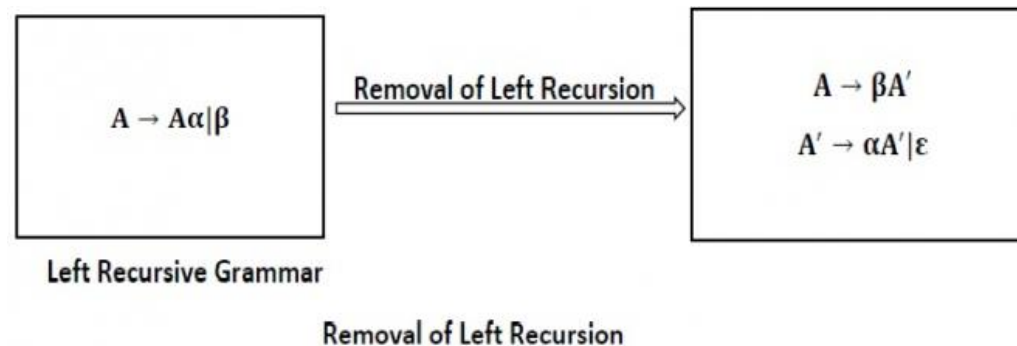 Removal of Left Recursion
A → Aα|β
A → βA′
A′ → αA′|ε
Left Recursive Grammar
Removal of Left Recursion